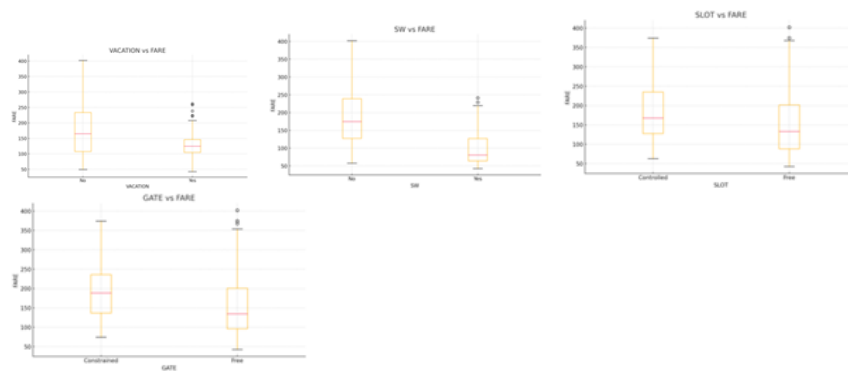 VACATION vs FARE
400
350
300
250
200
150
100
50
FARE
No
Yes
VACATION
SW vs FARE
400
350
300
250
200
150
100
50
FARE
No
Yes
SW
SLOT vs FARE
400
350
300
250
200
150
100
50
FARE
Controlled
Free
SLOT
GATE vs FARE
400
350
300
250
200
150
100
50
FARE
Constrained
Free
GATE